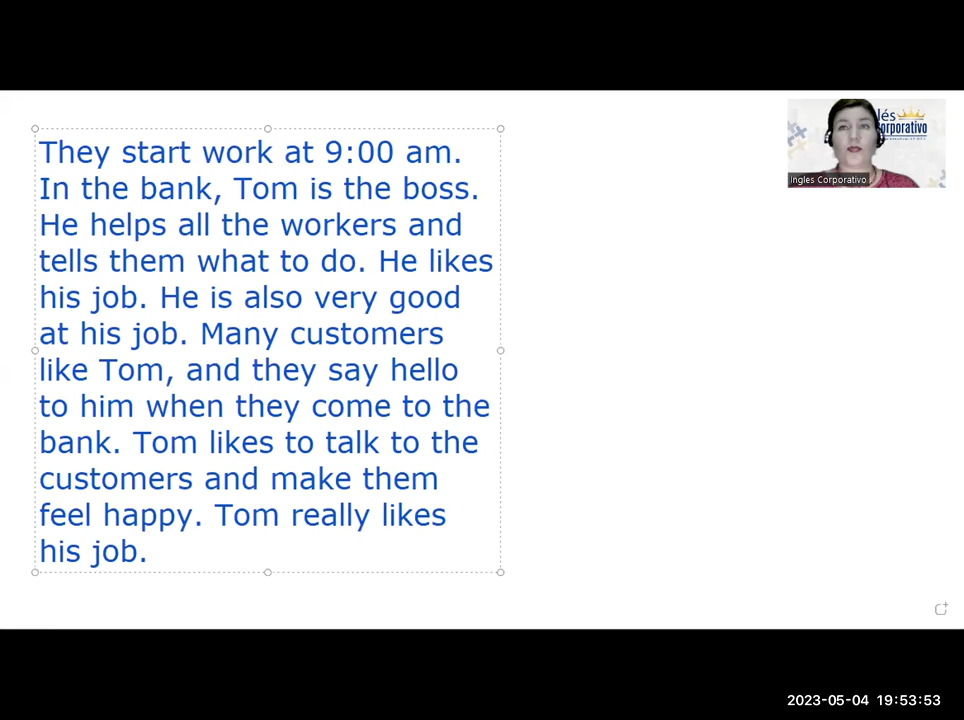 They start work at 9:00 am.
In the bank, Tom is the boss.
He helps all the workers and
tells them what to do. He likes
his job. He is also very good
at his job. Many customers
like Tom, and they say hello
to him when they come to the
bank. Tom likes to talk to the
customers and make them
feel happy. Tom really likes
his job.
lés
orporativo
Ingles Corporativo
2023-05-04 19:53:53